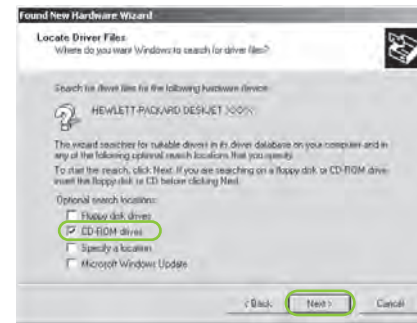 Found New Hardware Wizard
Locate Driver Files
Where do you want Windows to search for driver files?
Search for driver files for the following hardware device:
HEWLETT-PACKARD DESKJET XXXX
The wizard searches for suitable drivers in its driver database on your computer and in
any of the following optional search locations that you specify.
To start the search, click Next. If you are searching on a floppy disk or CD-ROM drive,
insert the floppy disk or CD before clicking Next.
Optional search locations:
Floppy disk drives
CD-ROM drives
Specify a location
Microsoft Windows Update
< Back
Next >
Cancel